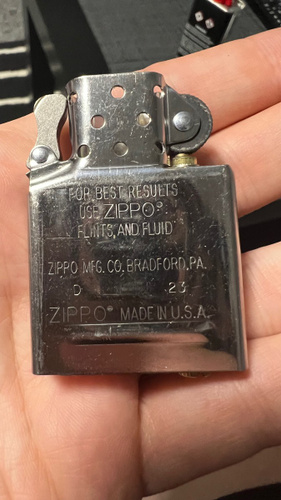 FOR BEST RESULTS
USE ZIPPO®
FLINTS, AND FLUID
ZIPPO MFG. CO. BRADFORD, PA.
D 23
ZIPPO® MADE IN U.S.A.